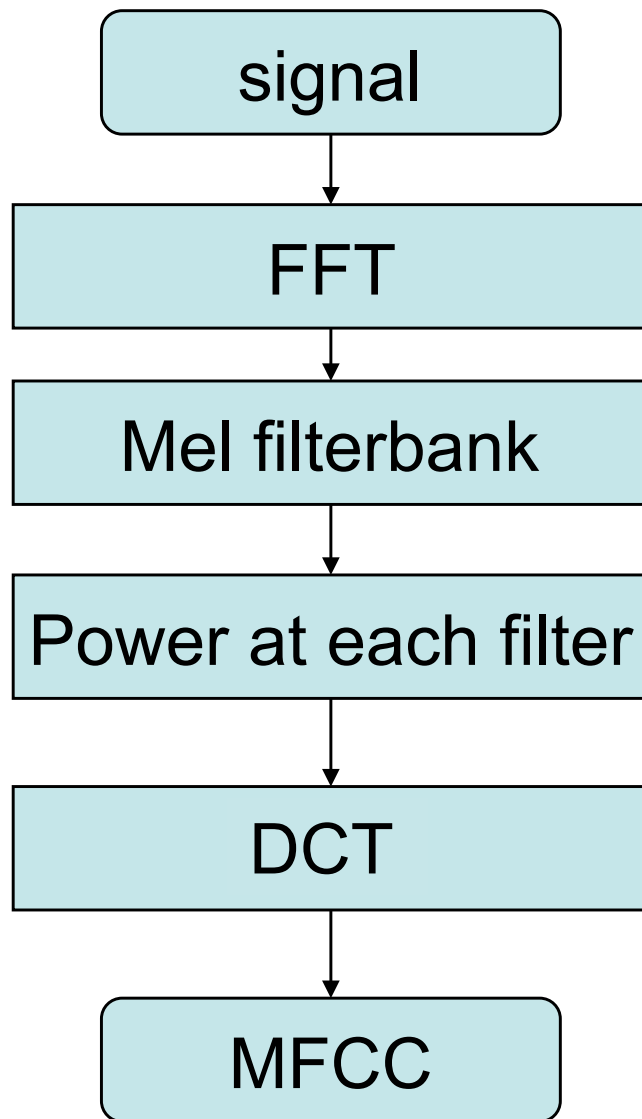 signal
FFT
Mel filterbank
Power at each filter
DCT
MFCC